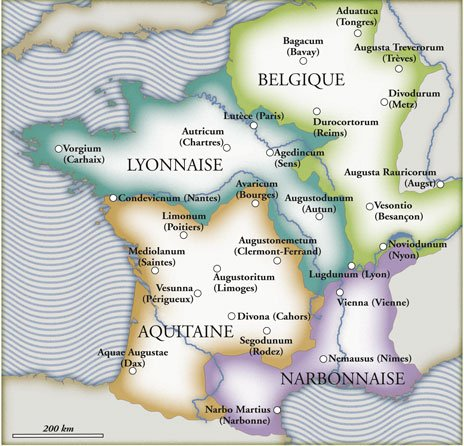 Aduatuca
(Tongres)
Bagacum
(Bavay)
Augusta Treverorum
(Trèves)
BELGIQUE
Divodurum
(Metz)
Lutèce (Paris)
Durocortorum
(Reims)
Autricum
(Chartres)
Vorgium
(Carhaix)
LYONNAISE
Agedincum
(Sens)
Augusta Rauricorum
(Augst)
Condevicnum (Nantes)
Avaricum
(Bourges)
Augustodunum
(Autun)
Vesontio
(Besançon)
Limonum
(Poitiers)
Augustonemetum
(Clermont-Ferrand)
Noviodunum
(Nyon)
Mediolanum
(Saintes)
Lugdunum (Lyon)
Augustoritum
(Limoges)
Vesunna
(Périgueux)
Vienna (Vienne)
Divona (Cahors)
AQUITAINE
Segodunum
(Rodez)
Aquae Augustae
(Dax)
Nemausus (Nimes)
NARBONNAISE
Narbo Martius
(Narbonne)
200 km